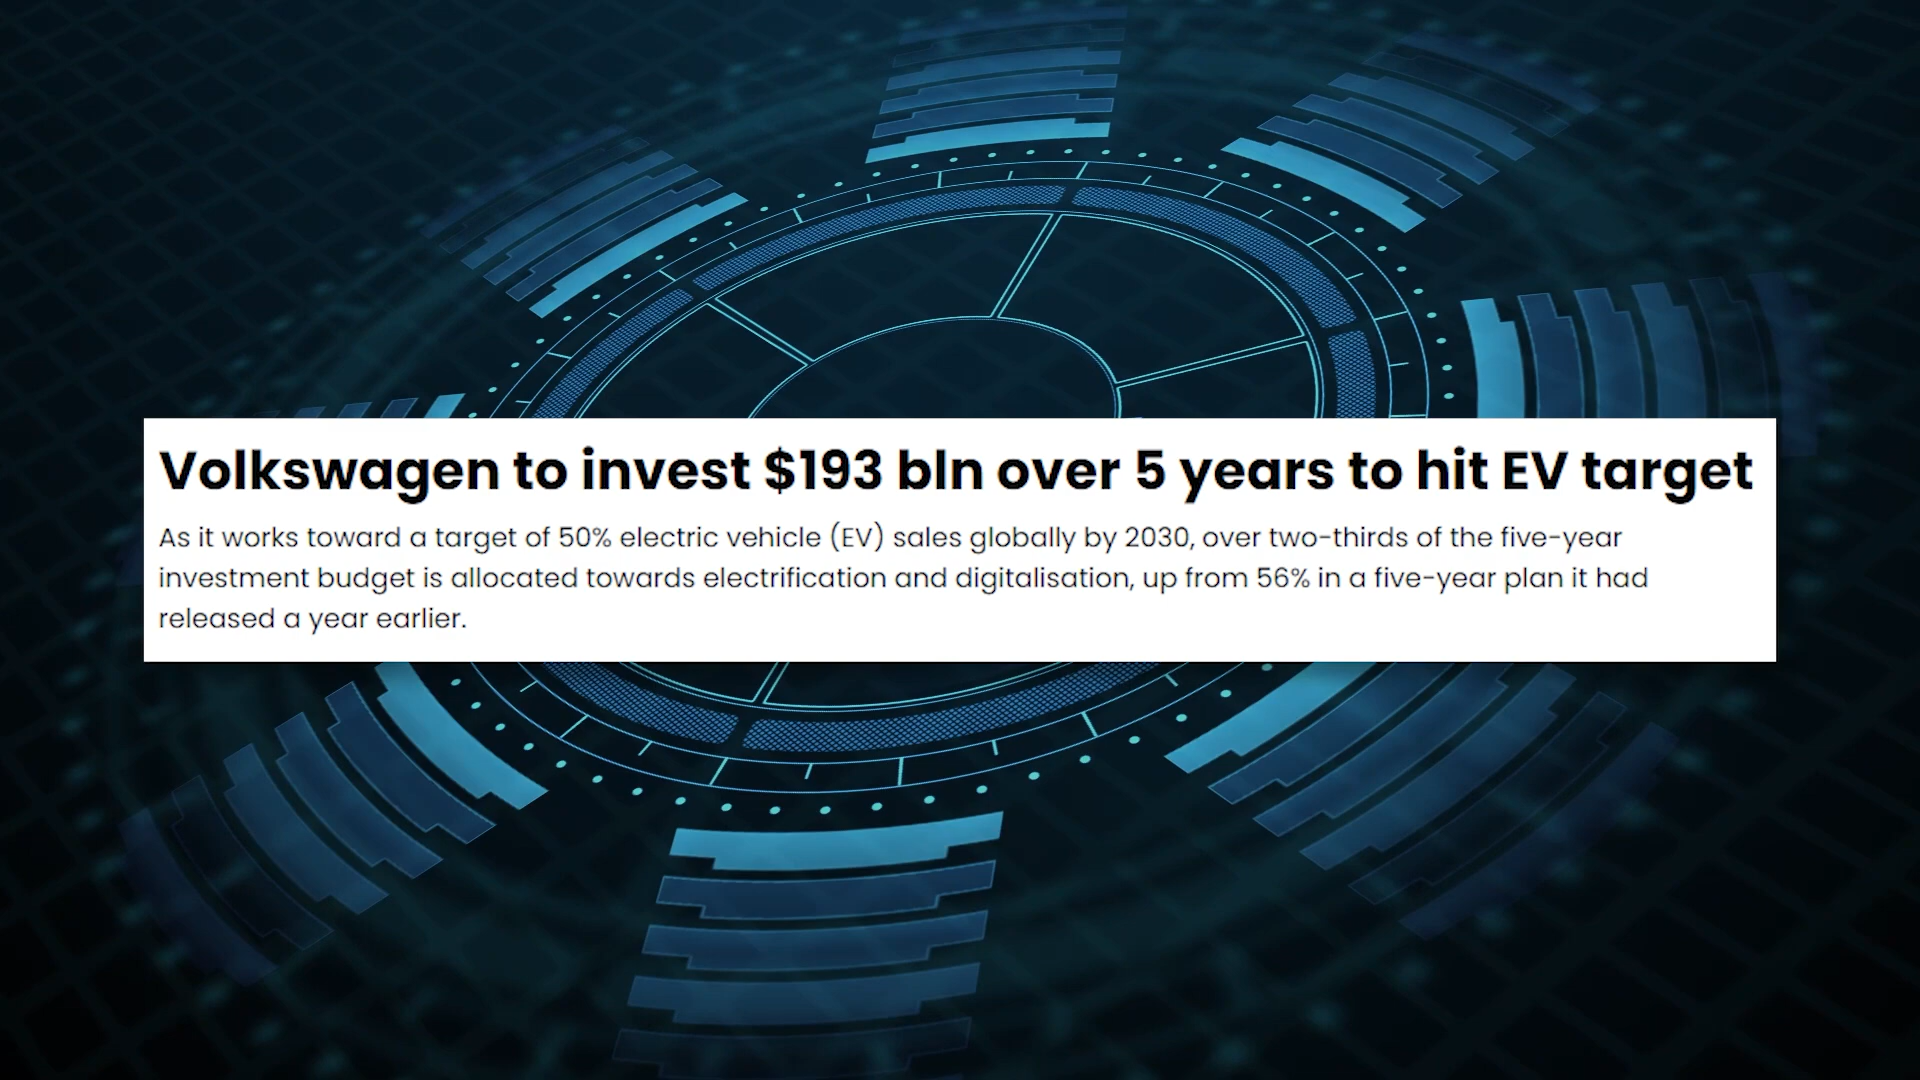 Volkswagen to invest $193 bln over 5 years to hit EV target
As it works toward a target of 50% electric vehicle (EV) sales globally by 2030, over two-thirds of the five-year
investment budget is allocated towards electrification and digitalisation, up from 56% in a five-year plan it had
released a year earlier.